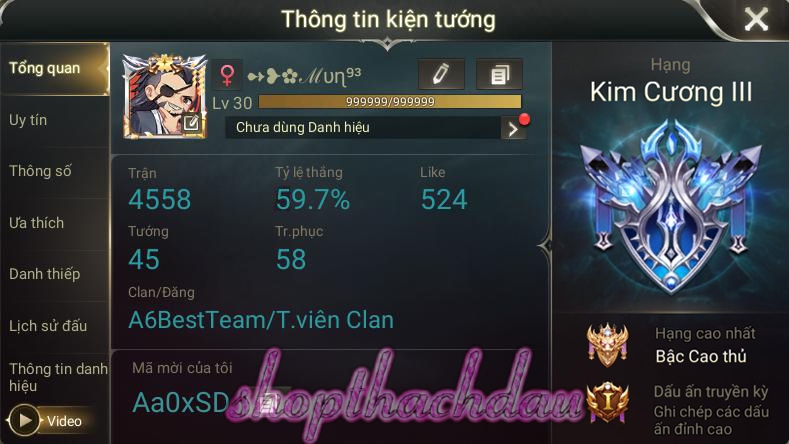 Thông tin kiện tướng
Tổng quan
Uy tín
Thông số
Ưa thích
Danh thiếp
Lịch sử đấu
Thông tin danh
hiệu
Video
➻❥✿ℳυη⁹³
Lv 30
999999/999999
Chưa dùng Danh hiệu
Trận
Tỷ lệ thắng
Like
4558
59.7%
524
Tướng
Tr.phục
45
58
Clan/Đăng
A6BestTeam/T.viên Clan
Mã mời của tôi
Aa0xSD
shopthachdau
Hạng
Kim Cương III
Hạng cao nhất
Bậc Cao thủ
I
Dấu ấn truyền kỳ
Ghi chép các dấu
ấn đỉnh cao